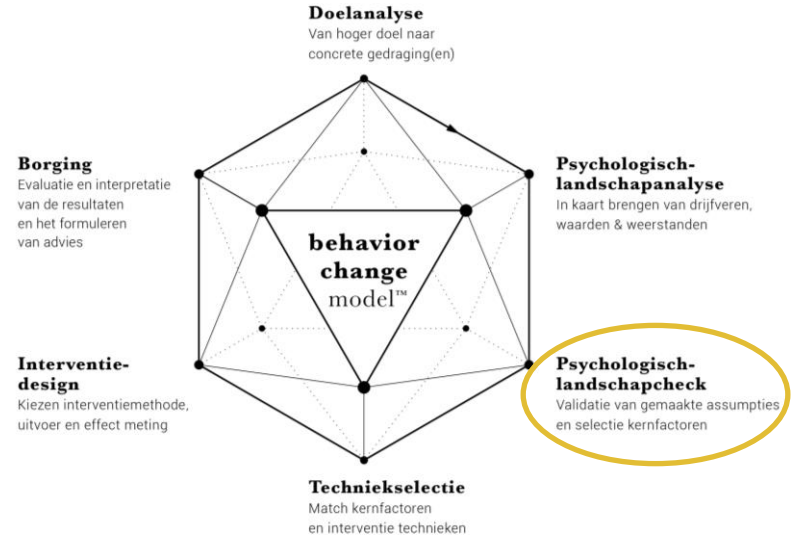 Doelanalyse
Van hoger doel naar
concrete gedraging(en)
Psychologisch-
landschapanalyse
In kaart brengen van drijfveren,
waarden & weerstanden
Psychologisch-
landschapcheck
Validatie van gemaakte assumpties
en selectie kernfactoren
Techniekselectie
Match kernfactoren
en interventie technieken
Interventie-
design
Kiezen interventiemethode,
uitvoer en effect meting
Borging
Evaluatie en interpretatie
van de resultaten
en het formuleren
van advies
behavior
change
model™